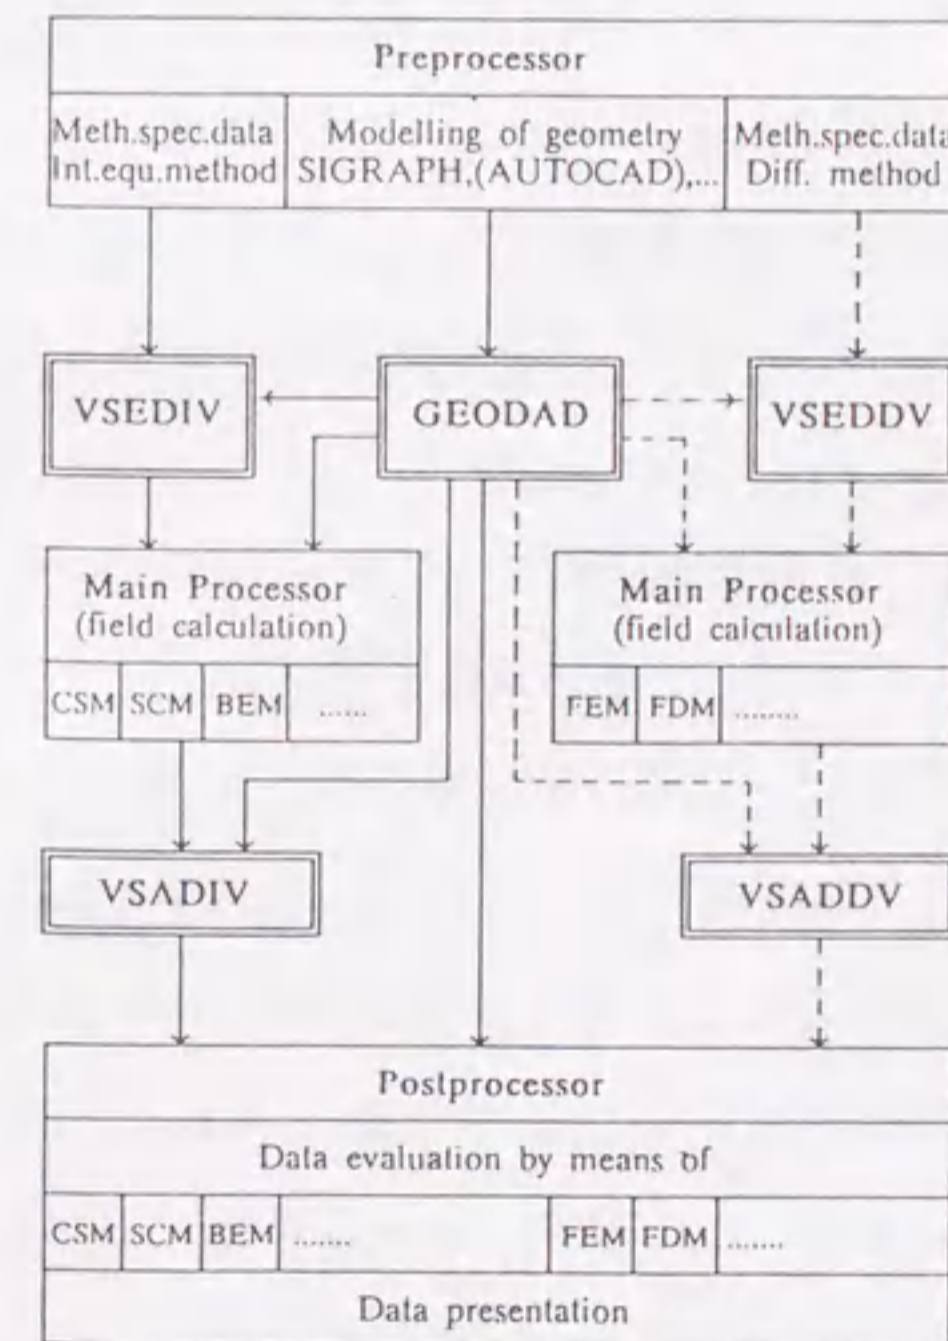 Preprocessor
Meth.spec.data
Int.equ.method
Modelling of geometry
SIGRAPH,(AUTOCAD),...
Meth.spec.data
Diff. method
VSEDIV
GEODAD
VSEDDV
Main Processor
(field calculation)
CSM SCM BEM ......
Main Processor
(field calculation)
FEM FDM ........
VSADIV
VSADDV
Postprocessor
Data evaluation by means of
CSM SCM BEM ....... FEM FDM .......
Data presentation